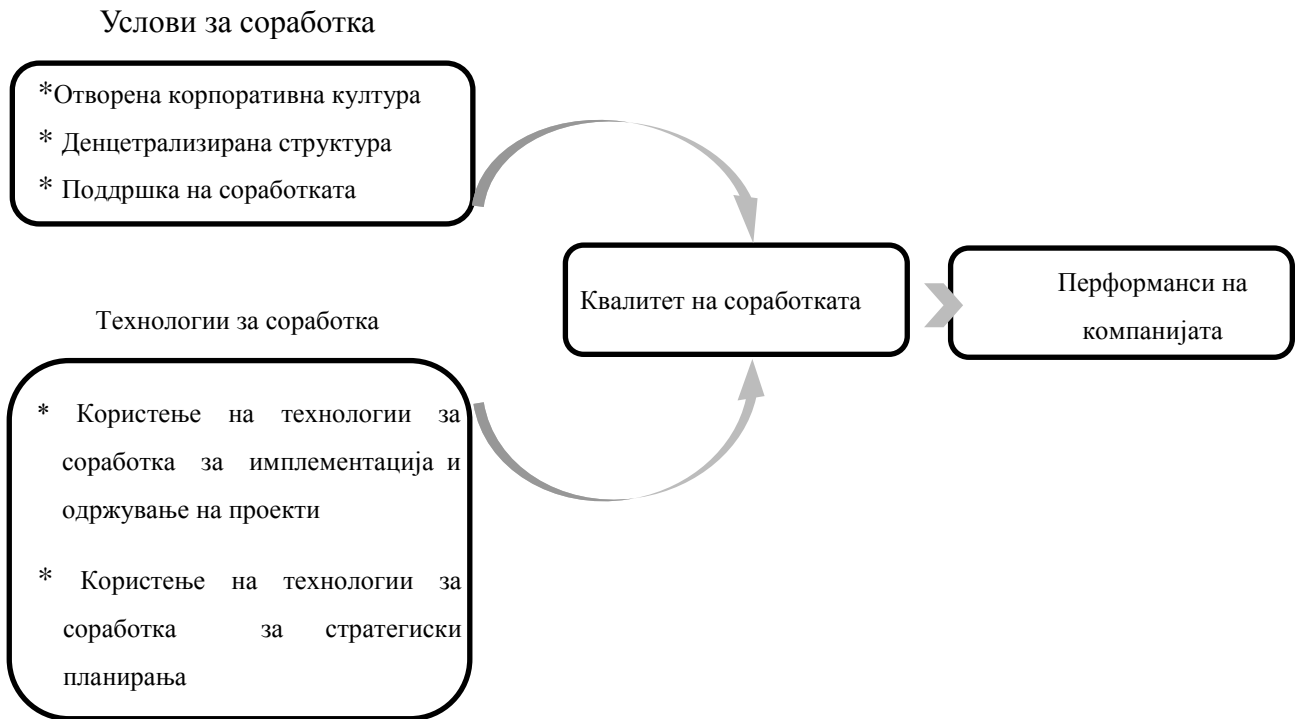 Услови за соработка
*Отворена корпоративна култура
* Денцетрализирана структура
* Поддршка на соработката
Квалитет на соработката
Перформанси на
компанијата
Технологии за соработка
* Користење на технологии за
соработка за имплементација и
одржување на проекти
* Користење на технологии за
соработка за стратегиски
планирања